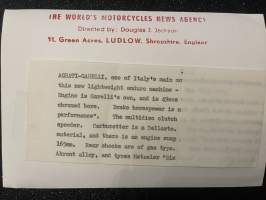 THE WORLD'S MOTORCYCLES NEWS AGENCY
Directed by: Douglas J. Jackson
11, Green Acres, LUDLOW, Shropshire, England
AGRATI-GARELLI, one of Italy's main
this new lightweight enduro machine -
Engine is Garelli's own, and is
chromed bore. Brake horsepower is
performance". The multidisc clutch
speeder. Carburetter is a Dellorto,
material, and there is an engine
165mm. Rear shocks are of gas type.
Akront alloy, and tyres Metzeler "Six